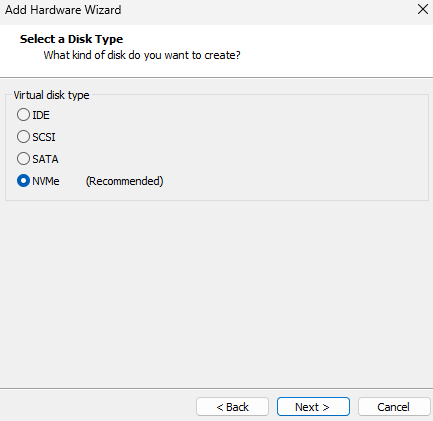 Add Hardware Wizard
Select a Disk Type
What kind of disk do you want to create?
Virtual disk type
IDE
SCSI
SATA
NVMe (Recommended)
< Back Next > Cancel